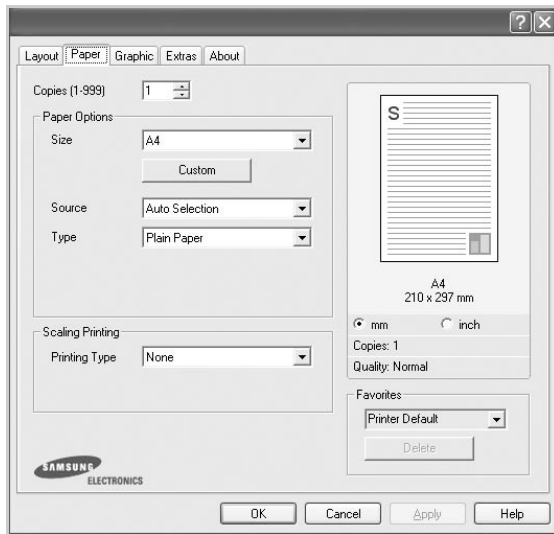 Layout Paper Graphic Extras About
Copies (1-999) 1
Paper Options
Size A4
Custom
Source Auto Selection
Type Plain Paper
Scaling Printing
Printing Type None
S
A4
210 x 297 mm
mm inch
Copies: 1
Quality: Normal
Favorites
Printer Default
Delete
SAMSUNG
ELECTRONICS
OK Cancel Apply Help